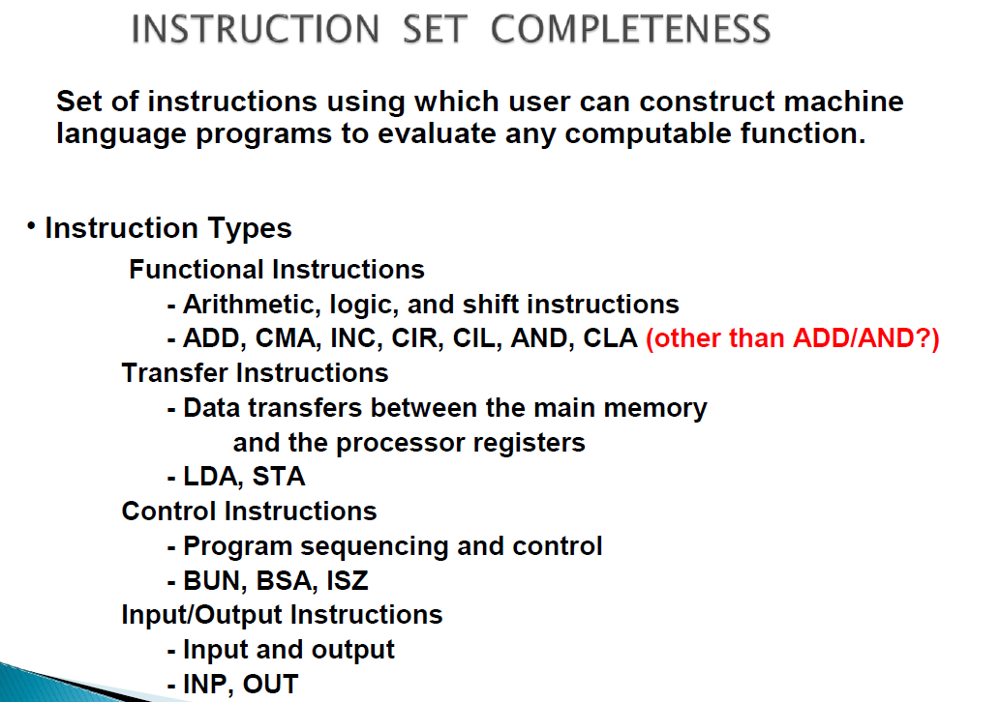 INSTRUCTION SET COMPLETENESS
Set of instructions using which user can construct machine
language programs to evaluate any computable function.
• Instruction Types
Functional Instructions
- Arithmetic, logic, and shift instructions
- ADD, CMA, INC, CIR, CIL, AND, CLA (other than ADD/AND?)
Transfer Instructions
- Data transfers between the main memory
and the processor registers
- LDA, STA
Control Instructions
- Program sequencing and control
- BUN, BSA, ISZ
Input/Output Instructions
- Input and output
- INP, OUT